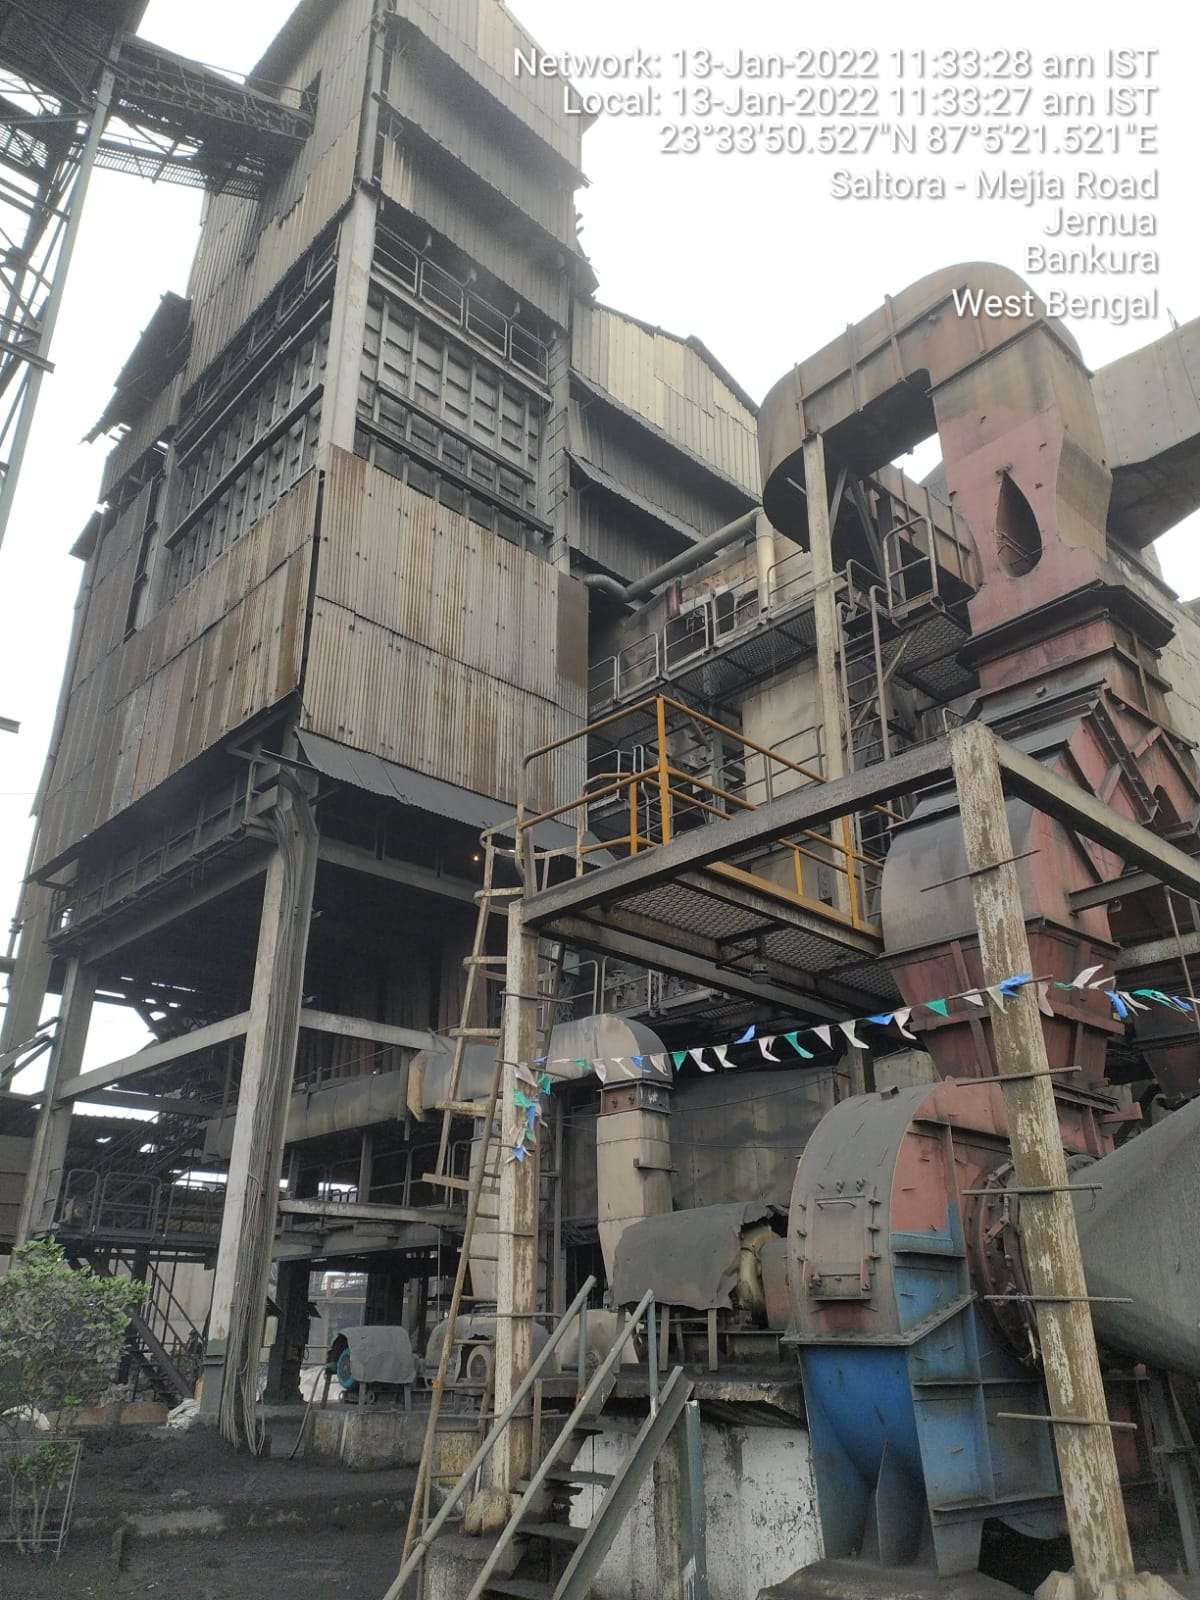 Network: 13-Jan-2022 11:33:28 am IST
Local: 13-Jan-2022 11:33:27 am IST
23°33'50.527"N 87°5'21.521"E
Saltora - Mejia Road
Jemua
Bankura
West Bengal